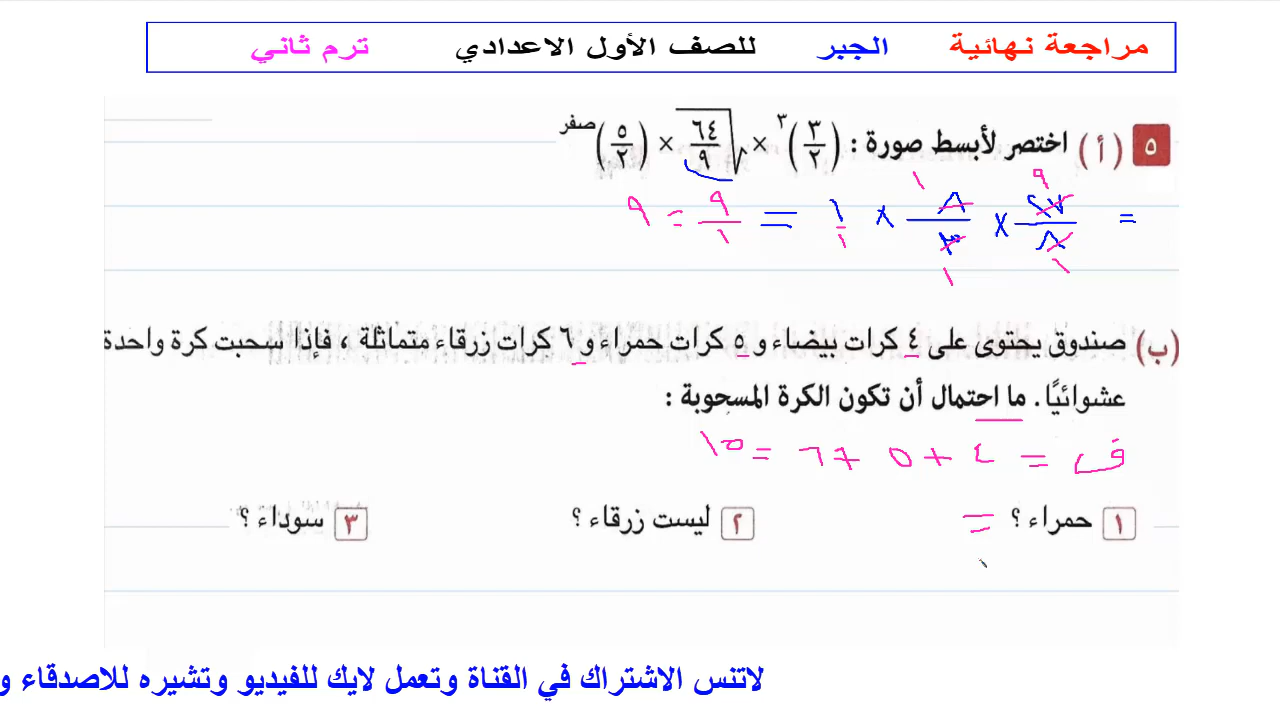 مراجعة نهائية الجبر للصف الأول الاعدادي ترم ثاني
٥ (أ) اختصر لأبسط صورة : (٣/٢)^٣ × √(٦٤/٩) × (٥/٢)^صفر
= ٢٧/٨ × ٨/٣ × ١/١ = ٩/١ = ٩
(ب) صندوق يحتوى على ٤ كرات بيضاء و ٥ كرات حمراء و ٦ كرات زرقاء متماثلة ، فإذا سحبت كرة واحدة
عشوائيًا . ما احتمال أن تكون الكرة المسحوبة :
ف = ٤ + ٥ + ٦ = ١٥
١ حمراء ؟ = ٢ ليست زرقاء ؟ ٣ سوداء ؟
لاتنس الاشتراك في القناة وتعمل لايك للفيديو وتشيره للاصدقاء و